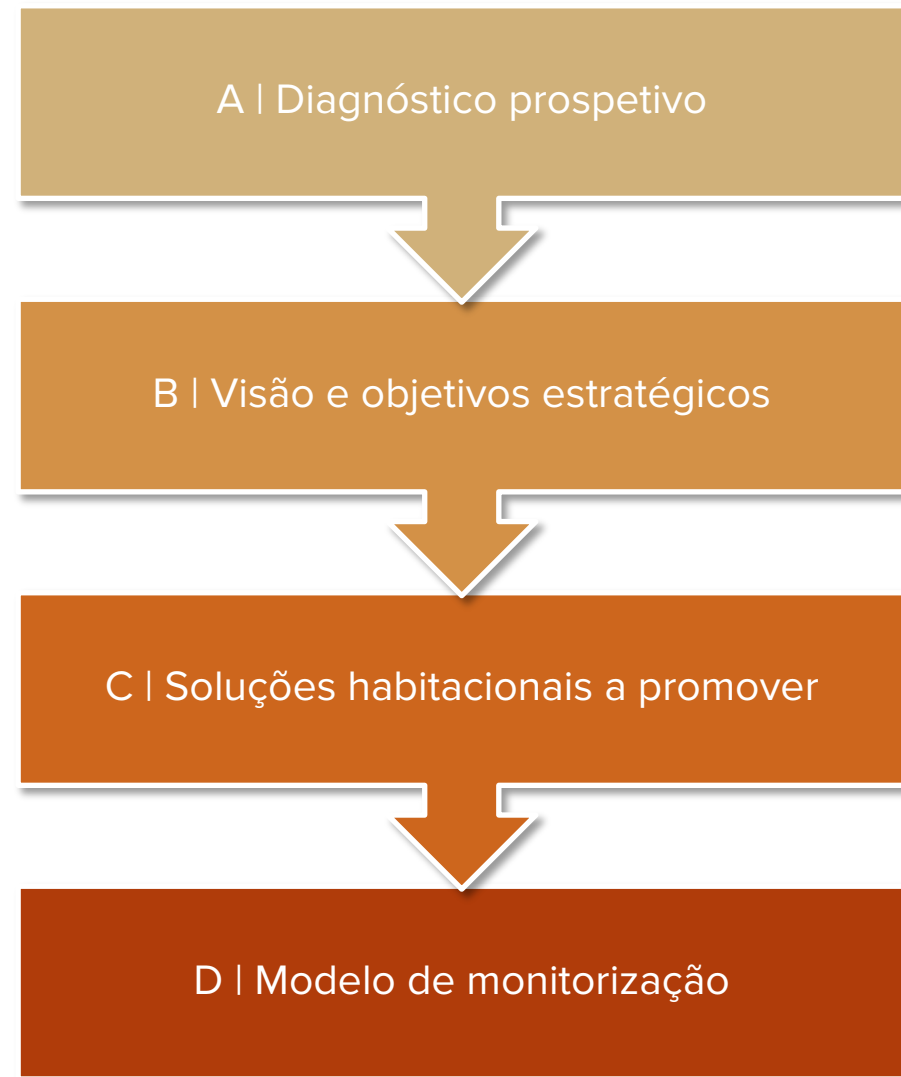 A | Diagnóstico prospetivo
B | Visão e objetivos estratégicos
C | Soluções habitacionais a promover
D | Modelo de monitorização